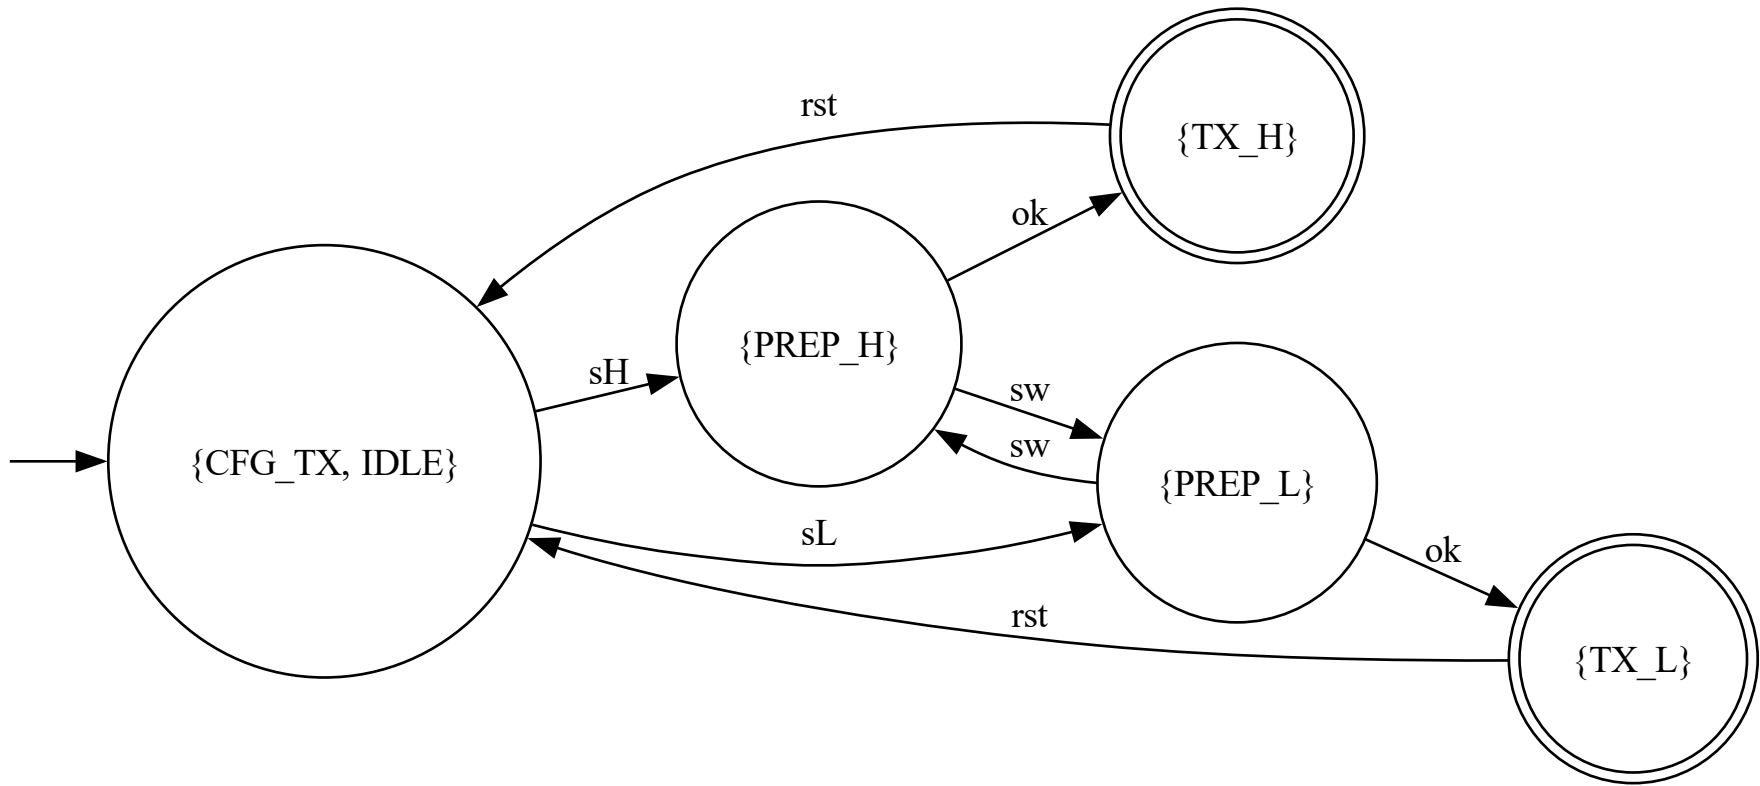 rst
{TX_H}
ok
{PREP_H}
sH
sw
sw
{CFG_TX, IDLE}
{PREP_L}
sL
ok
rst
{TX_L}